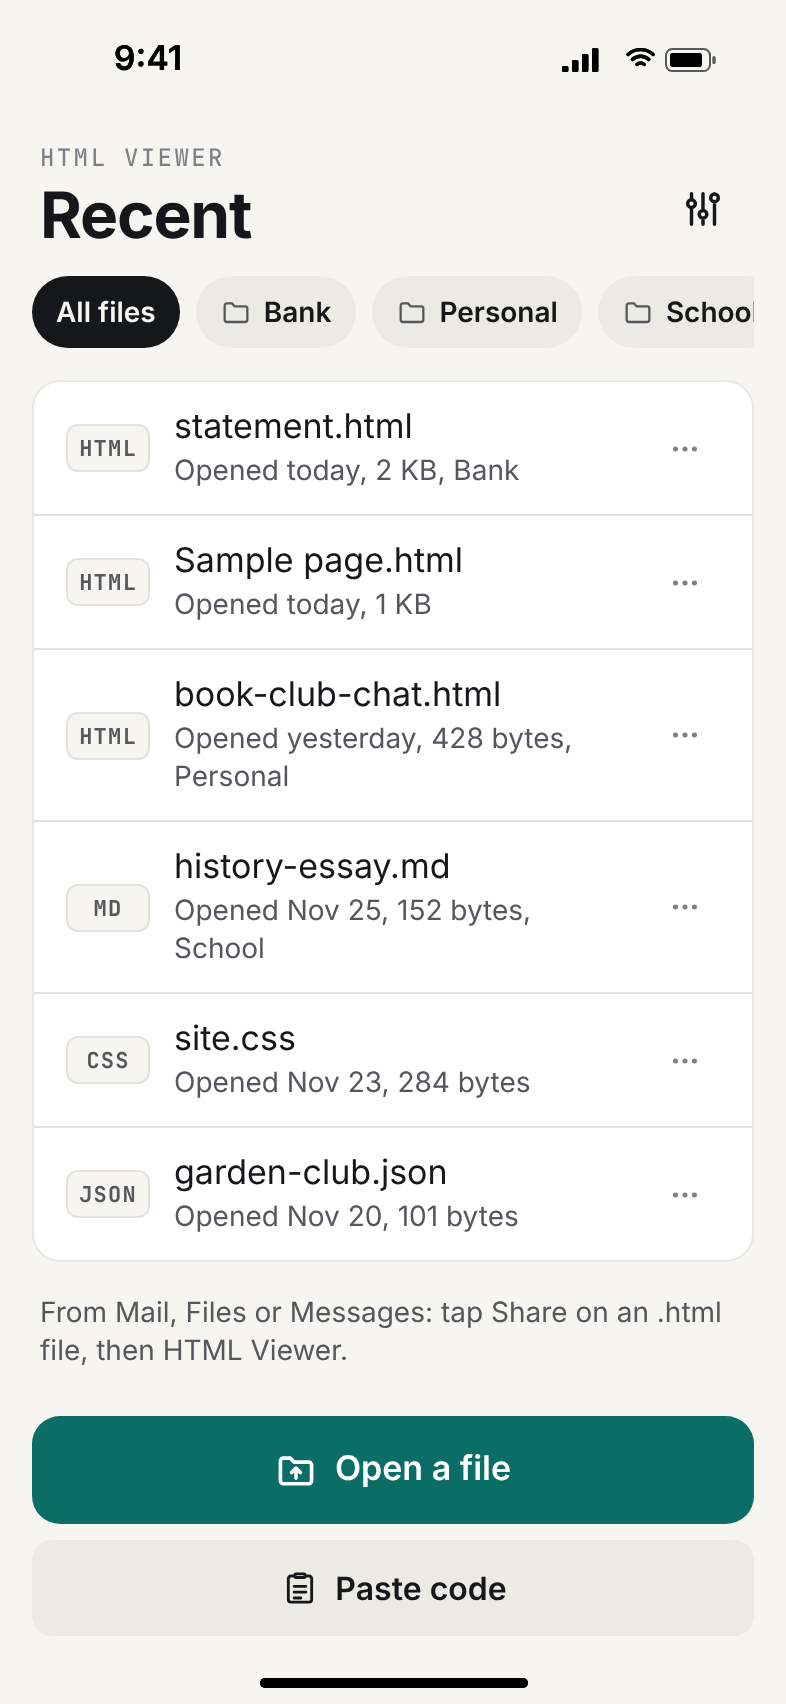 9:41
HTML VIEWER
Recent
All files
Bank
Personal
School
HTML
statement.html
Opened today, 2 KB, Bank
HTML
Sample page.html
Opened today, 1 KB
HTML
book-club-chat.html
Opened yesterday, 428 bytes,
Personal
MD
history-essay.md
Opened Nov 25, 152 bytes,
School
CSS
site.css
Opened Nov 23, 284 bytes
JSON
garden-club.json
Opened Nov 20, 101 bytes
From Mail, Files or Messages: tap Share on an .html
file, then HTML Viewer.
Open a file
Paste code